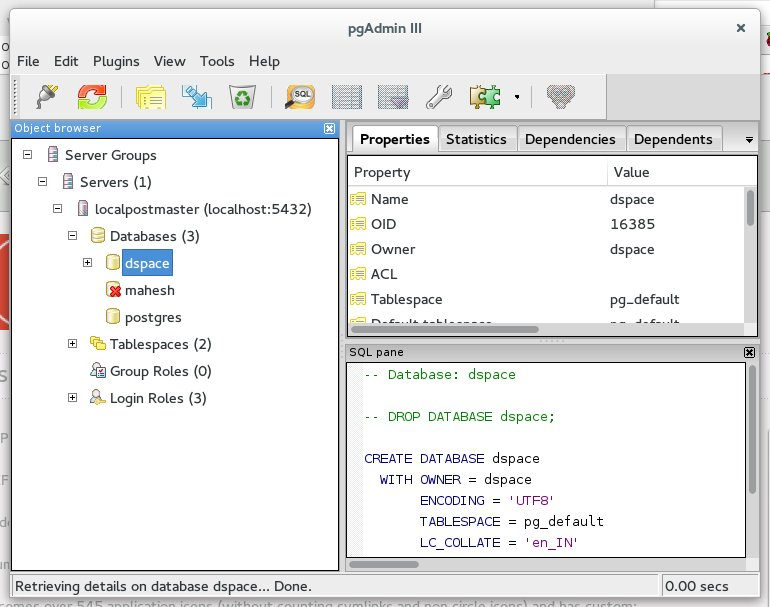 pgAdmin III
File Edit Plugins View Tools Help
SQL
Object browser
Server Groups
Servers (1)
localpostmaster (localhost:5432)
Databases (3)
dspace
mahesh
postgres
Tablespaces (2)
Group Roles (0)
Login Roles (3)
Properties Statistics Dependencies Dependents
Property Value
Name dspace
OID 16385
Owner dspace
ACL
Tablespace pg_default
Default tablespace pg_default
SQL pane
-- Database: dspace
-- DROP DATABASE dspace;
CREATE DATABASE dspace
WITH OWNER = dspace
ENCODING = 'UTF8'
TABLESPACE = pg_default
LC_COLLATE = 'en_IN'
Retrieving details on database dspace... Done. 0.00 secs
comes over 545 application icons (without counting symlinks and non circle icons) and has custom: